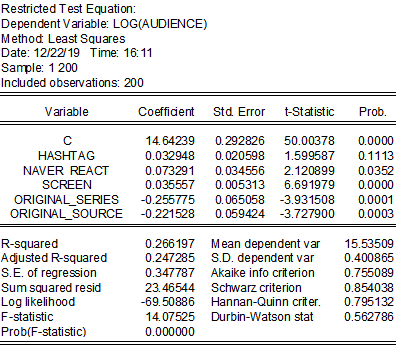 Restricted Test Equation:
Dependent Variable: LOG(AUDIENCE)
Method: Least Squares
Date: 12/22/19 Time: 16:11
Sample: 1 200
Included observations: 200
Variable Coefficient Std. Error t-Statistic Prob.
C 14.64239 0.292826 50.00378 0.0000
HASHTAG 0.032948 0.020598 1.599587 0.1113
NAVER_REACT 0.073291 0.034556 2.120899 0.0352
SCREEN 0.035557 0.005313 6.691979 0.0000
ORIGINAL_SERIES -0.255775 0.065058 -3.931508 0.0001
ORIGINAL_SOURCE -0.221528 0.059424 -3.727900 0.0003
R-squared 0.266197 Mean dependent var 15.53509
Adjusted R-squared 0.247285 S.D. dependent var 0.400865
S.E. of regression 0.347787 Akaike info criterion 0.755089
Sum squared resid 23.46544 Schwarz criterion 0.854038
Log likelihood -69.50886 Hannan-Quinn criter. 0.795132
F-statistic 14.07525 Durbin-Watson stat 0.562786
Prob(F-statistic) 0.000000